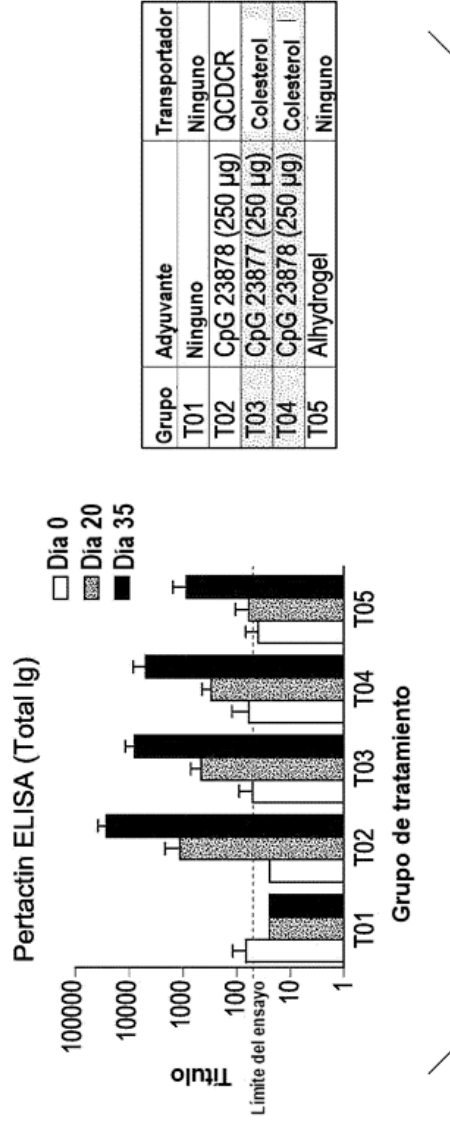 Pertactin ELISA (Total Ig)
Día 0
Día 20
Día 35
Título
100000
10000
1000
100
10
1
Límite del ensayo
T01 T02 T03 T04 T05
Grupo de tratamiento
Grupo Adyuvante Transportador
T01 Ninguno Ninguno
T02 CpG 23878 (250 µg) QCDCR
T03 CpG 23877 (250 µg) Colesterol
T04 CpG 23878 (250 µg) Colesterol
T05 Alhydrogel Ninguno